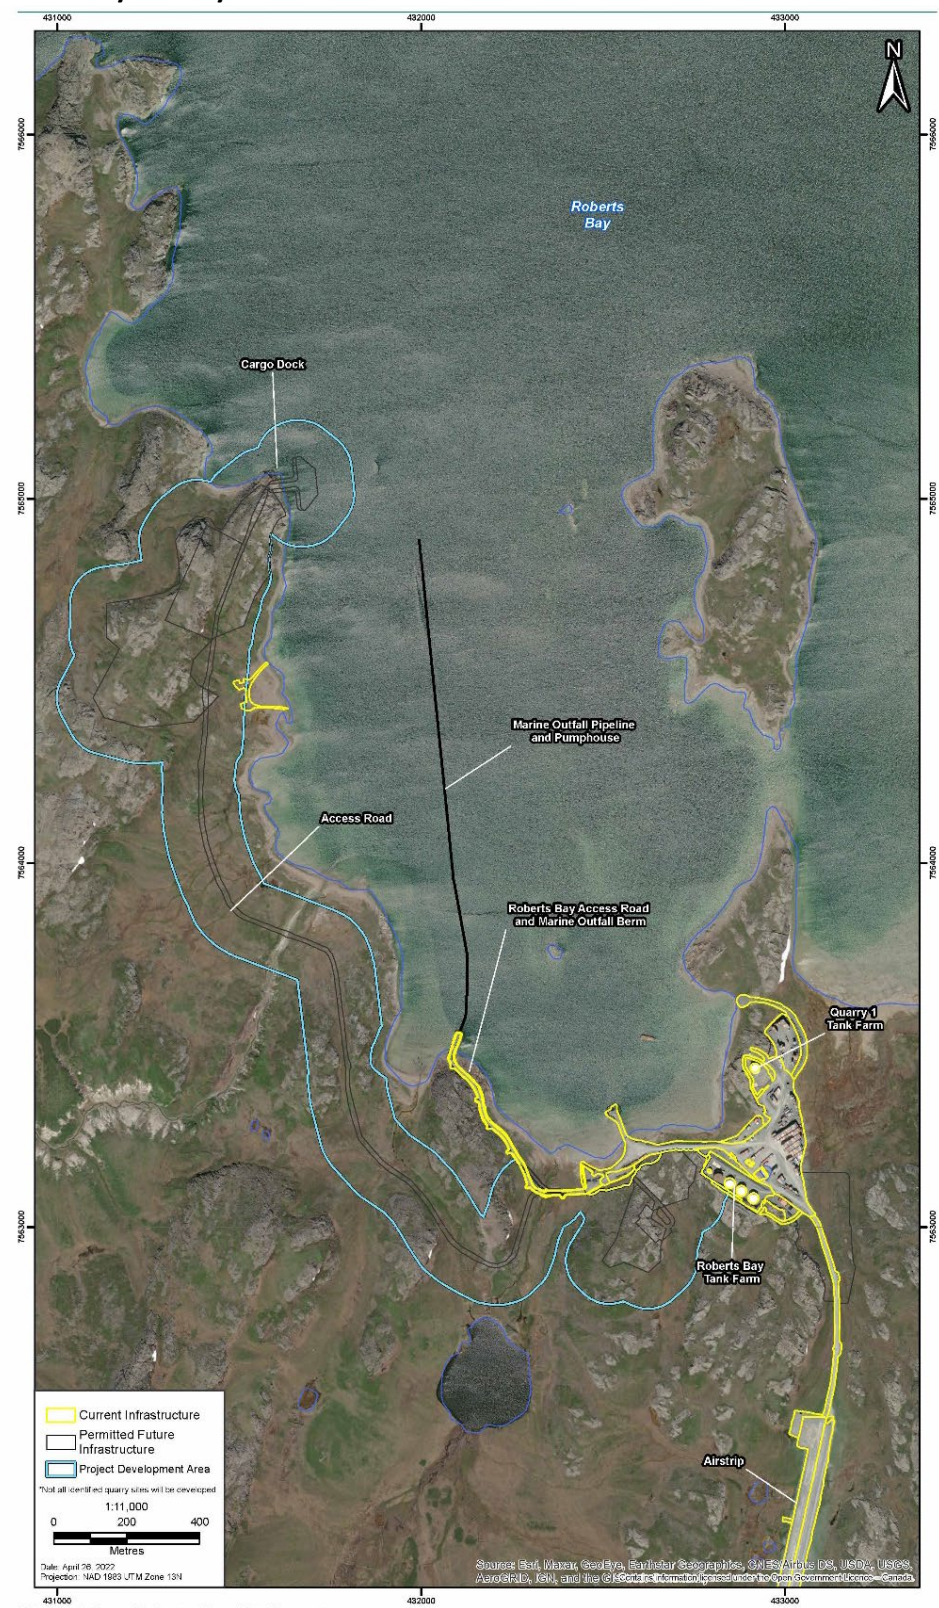 431000
432000
433000
N
7566000
7566000
Roberts
Bay
Cargo Dock
7565000
7565000
Marine Outfall Pipeline
and Pumphouse
Access Road
7564000
7564000
Roberts Bay Access Road
and Marine Outfall Berm
Quarry 1
Tank Farm
7563000
7563000
Roberts Bay
Tank Farm
Airstrip
Current Infrastructure
Permitted Future
Infrastructure
Project Development Area
*Not all identified quarry sites will be developed
1:11,000
0 200 400
Metres
Date: April 26, 2022
Projection: NAD 1983 UTM Zone 13N
Source: Esri, Maxar, GeoEye, Earthstar Geographics, CNES/Airbus DS, USDA, USGS,
AeroGRID, IGN, and the GIS Contains information licensed under the Open Government Licence – Canada.
431000
432000
433000